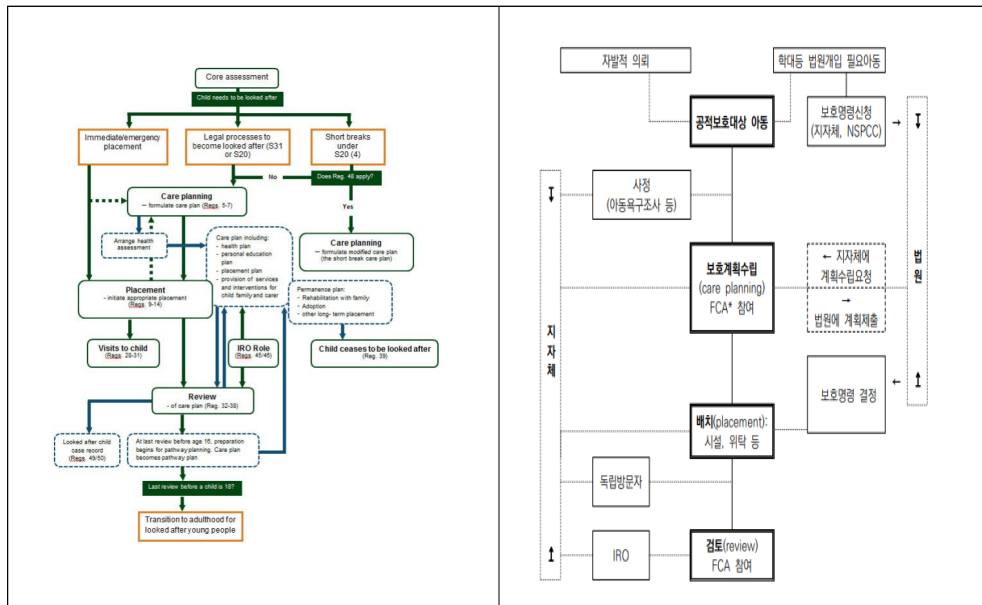 Core assessment
Child needs to be looked after
Immediate/emergency
placement
Legal processes to
become looked after (S31
or S20)
Short breaks
under
S20 (4)
No
Does Reg. 48 apply?
Yes
Care planning
— formulate care plan (Regs. 5-7)
Arrange health
assessment
Care plan including:
- health plan
- personal education
plan
- placement plan
- provision of services
and interventions for
child family and carer
Care planning
— formulate modified care plan
(the short break care plan)
Placement
- initiate appropriate placement
(Regs. 9-14)
Permanence plan:
- Rehabilitation with family
- Adoption
- other long- term placement
Visits to child
(Regs. 28-31)
IRO Role
(Regs. 45/46)
Child ceases to be looked after
(Reg. 39)
Review
- of care plan (Reg. 32-38)
Looked after child
case record
(Regs. 49/50)
At last review before age 16, preparation
begins for pathway planning. Care plan
becomes pathway plan
Last review before a child is 18?
Transition to adulthood for
looked after young people
자발적 의뢰
학대등 법원개입 필요아동
공적보호대상 아동
보호명령신청
(지자체, NSPCC)
→
사정
(아동욕구조사 등)
보호계획수립
(care planning)
FCA* 참여
← 지자체에
계획수립요청
→
법원에 계획제출
법원
지자체
보호명령 결정
←
배치(placement):
시설, 위탁 등
독립방문자
IRO
검토(review)
FCA 참여